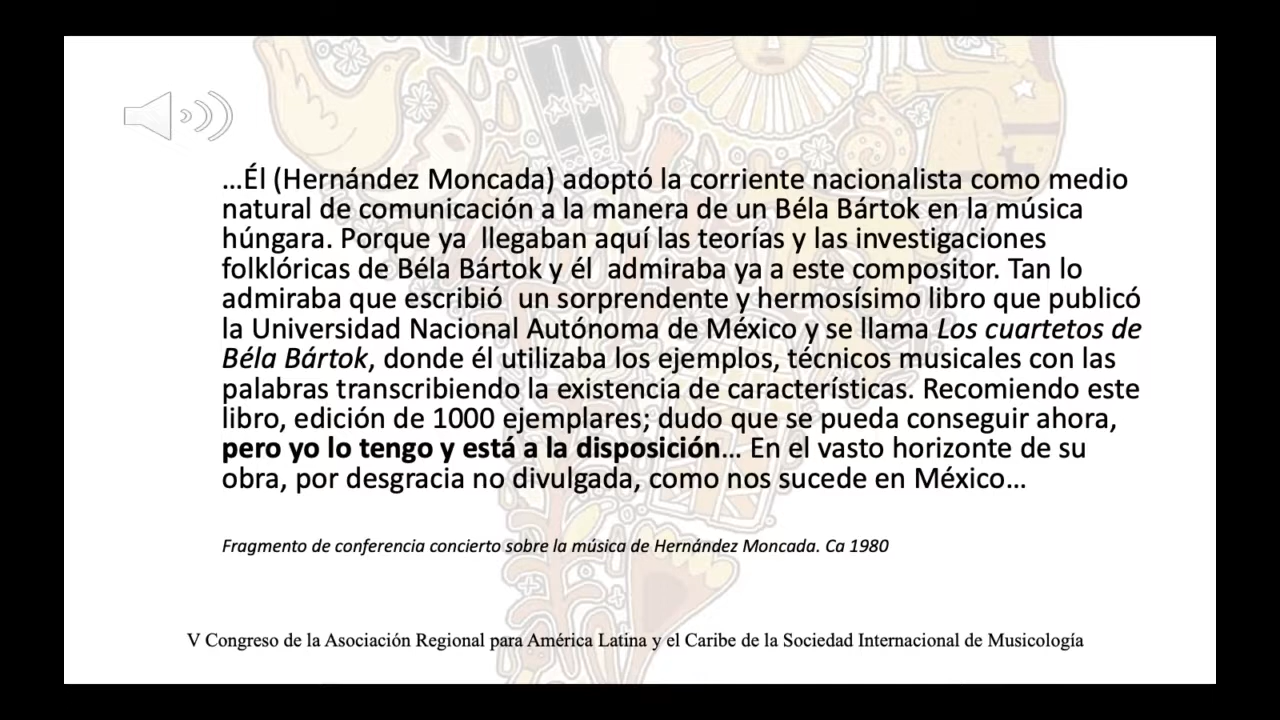 ...Él (Hernández Moncada) adoptó la corriente nacionalista como medio
natural de comunicación a la manera de un Béla Bártok en la música
húngara. Porque ya  llegaban aquí las teorías y las investigaciones
folklóricas de Béla Bártok y él  admiraba ya a este compositor. Tan lo
admiraba que escribió  un sorprendente y hermosísimo libro que publicó
la Universidad Nacional Autónoma de México y se llama Los cuartetos de
Béla Bártok, donde él utilizaba los ejemplos, técnicos musicales con las
palabras transcribiendo la existencia de características. Recomiendo este
libro, edición de 1000 ejemplares; dudo que se pueda conseguir ahora,
pero yo lo tengo y está a la disposición... En el vasto horizonte de su
obra, por desgracia no divulgada, como nos sucede en México...
Fragmento de conferencia concierto sobre la música de Hernández Moncada. Ca 1980
V Congreso de la Asociación Regional para América Latina y el Caribe de la Sociedad Internacional de Musicología